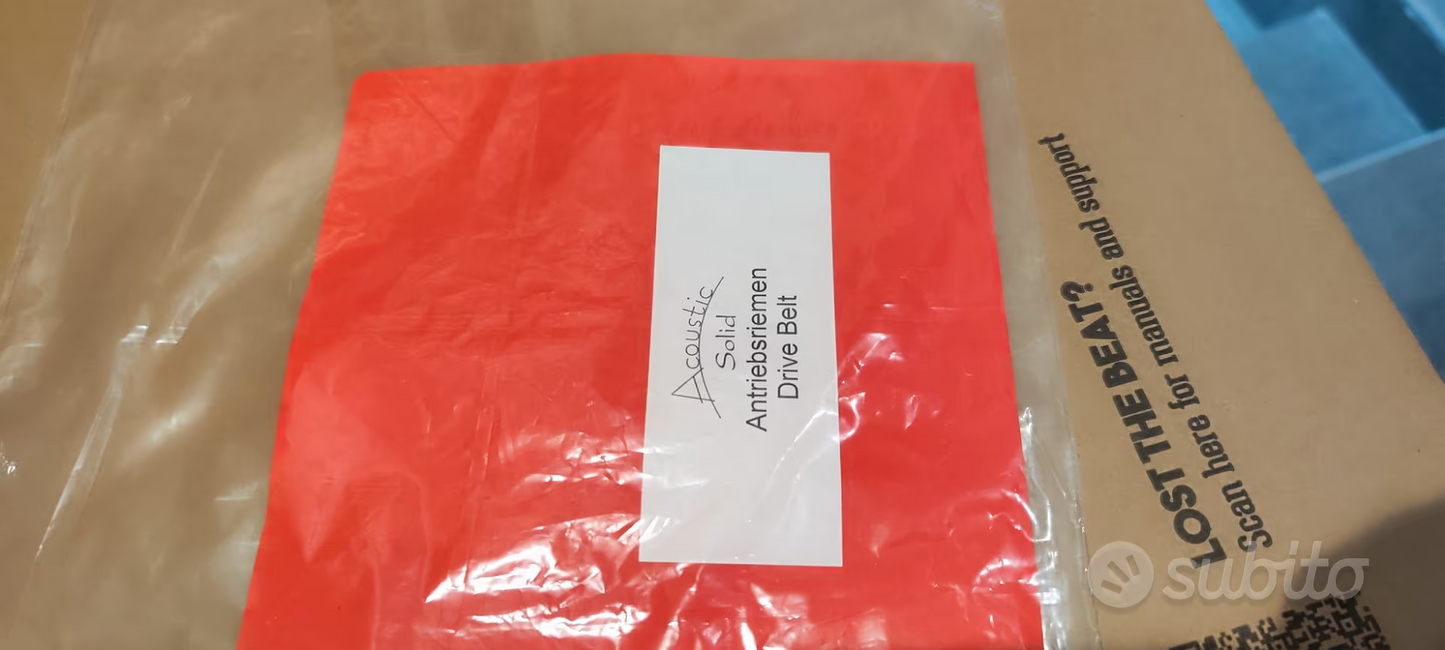 Acoustic
Solid
Antriebsriemen
Drive Belt
LOST THE BEAT?
Scan here for manuals and support
subito